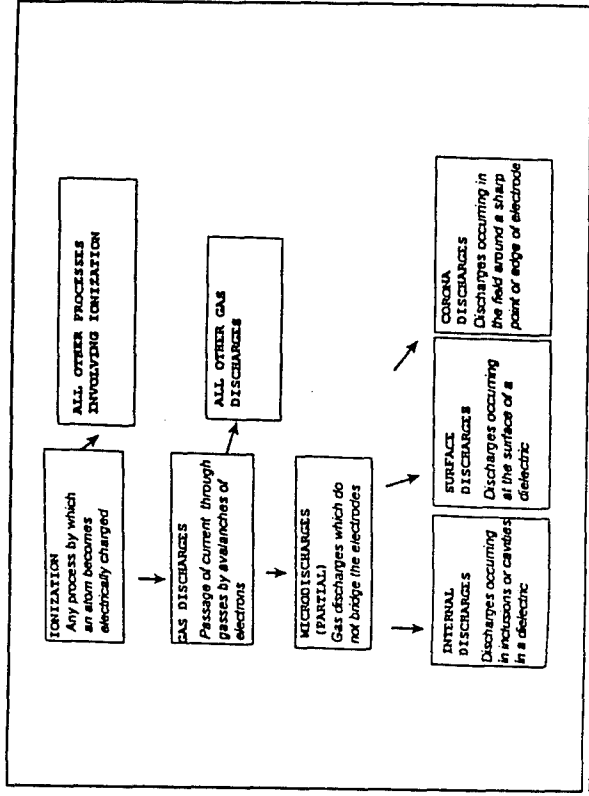 IONIZATION
Any process by which
an atom becomes
electrically charged
ALL OTHER PROCESSES
INVOLVING IONIZATION
GAS DISCHARGES
Passage of current through
gasses by avalanches of
electrons
ALL OTHER GAS
DISCHARGES
MICRODISCHARGES
(PARTIAL)
Gas discharges which do
not bridge the electrodes
INTERNAL
DISCHARGES
Discharges occurring
in inclusions or cavities
in a dielectric
SURFACE
DISCHARGES
Discharges occurring
at the surface of a
dielectric
CORONA
DISCHARGES
Discharges occurring in
the field around a sharp
point or edge of electrode